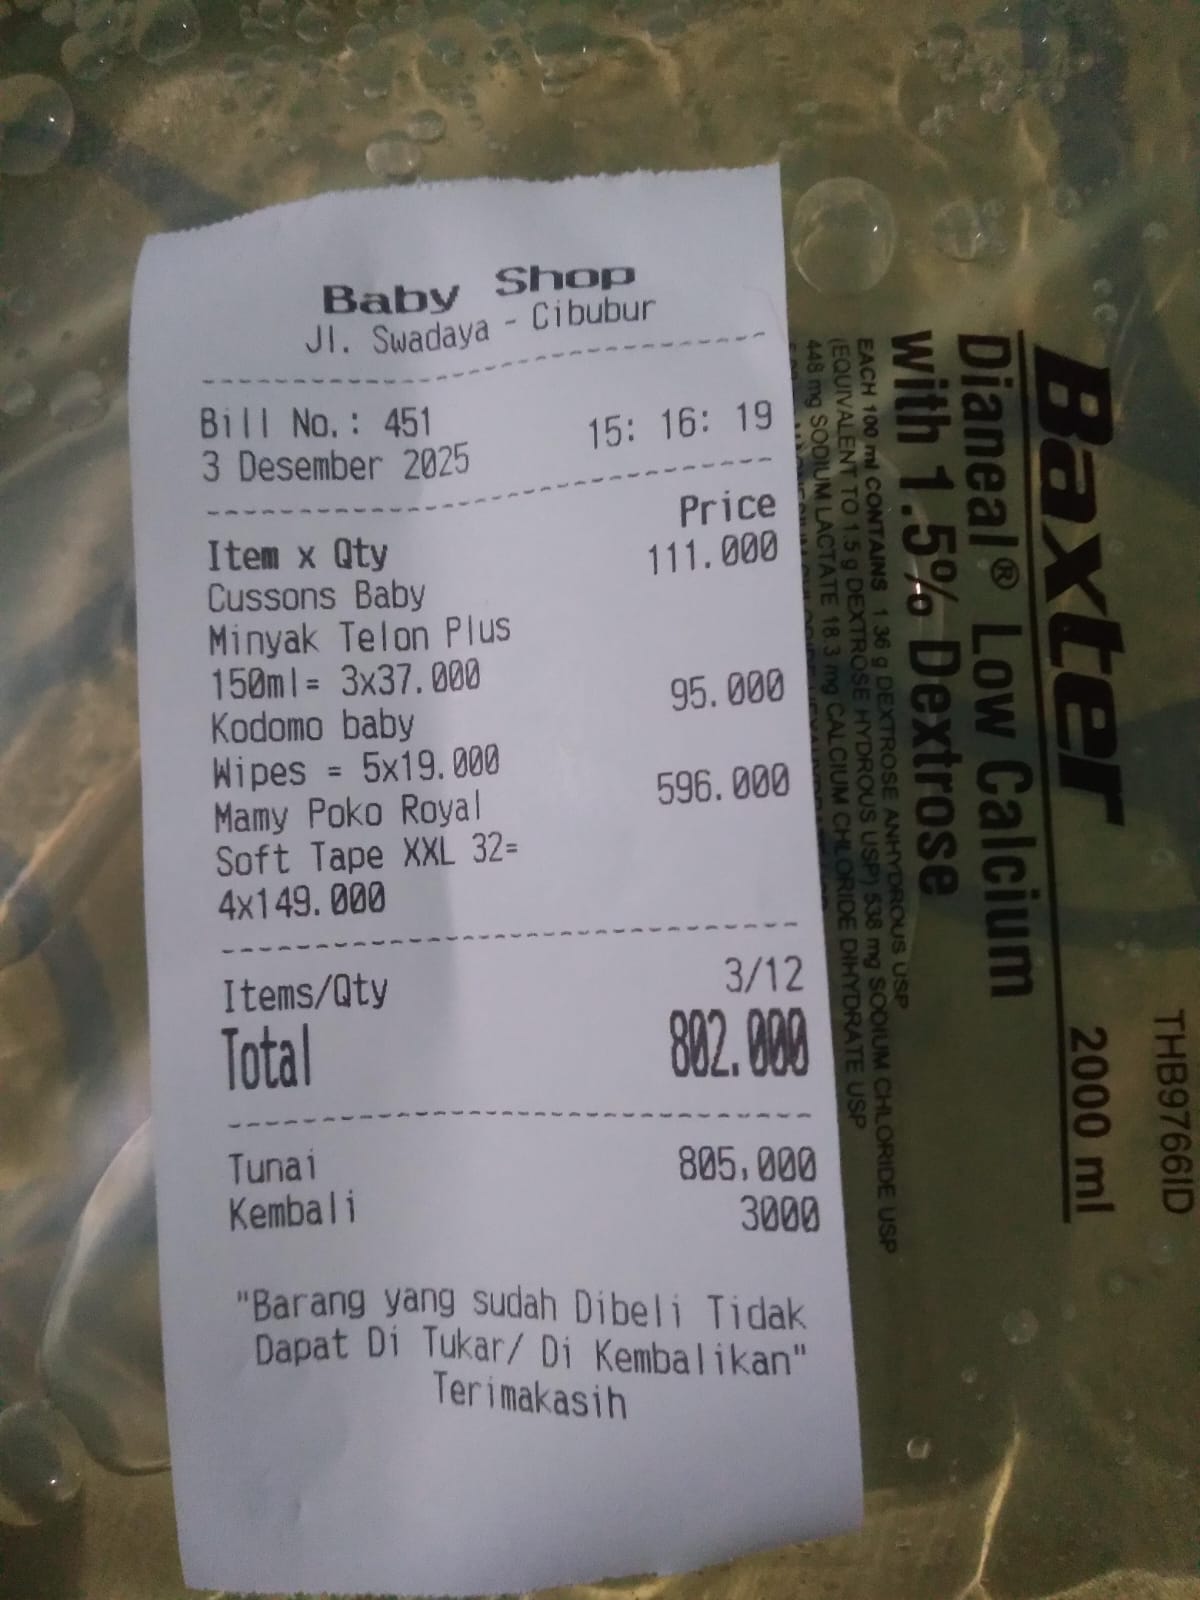 Baby Shop
Jl. Swadaya - Cibubur
Bill No.: 451
3 Desember 2025 15: 16: 19
Price
Item x Qty 111.000
Cussons Baby
Minyak Telon Plus
150ml= 3x37.000
Kodomo baby 95.000
Wipes = 5x19.000
Mamy Poko Royal 596.000
Soft Tape XXL 32=
4x149.000
Items/Qty 3/12
Total 802.000
Tunai 805,000
Kembali 3000
"Barang yang sudah Dibeli Tidak
Dapat Di Tukar/ Di Kembalikan"
Terimakasih
THB9766ID
Baxter 2000 ml
Dianeal® Low Calcium
with 1.5% Dextrose
EACH 100 ml CONTAINS 1.36 g DEXTROSE ANHYDROUS USP
(EQUIVALENT TO 1.5 g DEXTROSE HYDROUS USP) 538 mg SODIUM CHLORIDE USP
448 mg SODIUM LACTATE 18.3 mg CALCIUM CHLORIDE DIHYDRATE USP